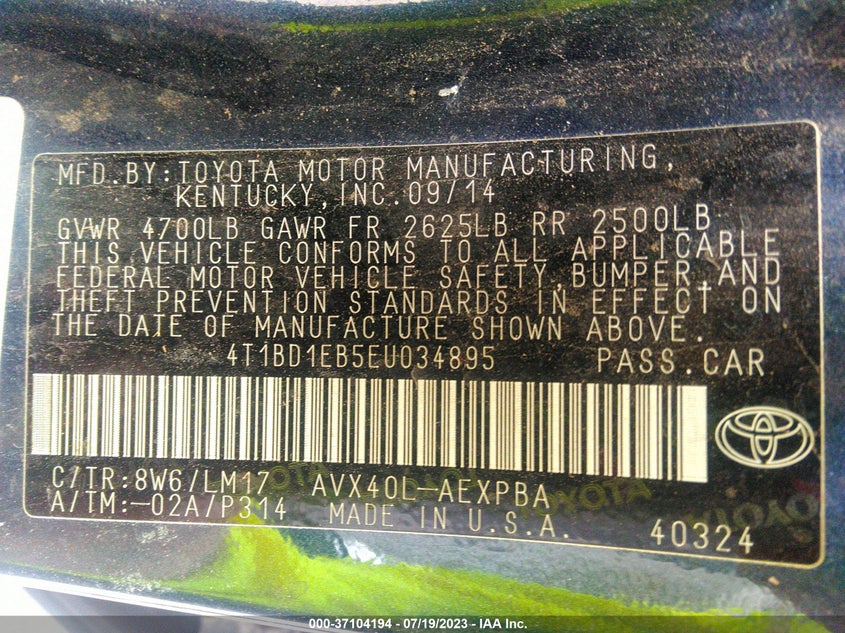 MFD.BY:TOYOTA MOTOR MANUFACTURING,
KENTUCKY,INC.09/14
GVWR 4700LB GAWR FR 2625LB RR 2500LB
THIS VEHICLE CONFORMS TO ALL APPLICABLE
FEDERAL MOTOR VEHICLE SAFETY,BUMPER,AND
THEFT PREVENTION STANDARDS IN EFFECT ON
THE DATE OF MANUFACTURE SHOWN ABOVE.
4T1BD1EB5EU034895 PASS.CAR
C/TR:8W6/LM17 AVX40L-AEXPBA
A/TM:-02A/P314 MADE IN U.S.A. 40324
TOYOTA
TOYOTA
000-37104194 - 07/19/2023 - IAA Inc.